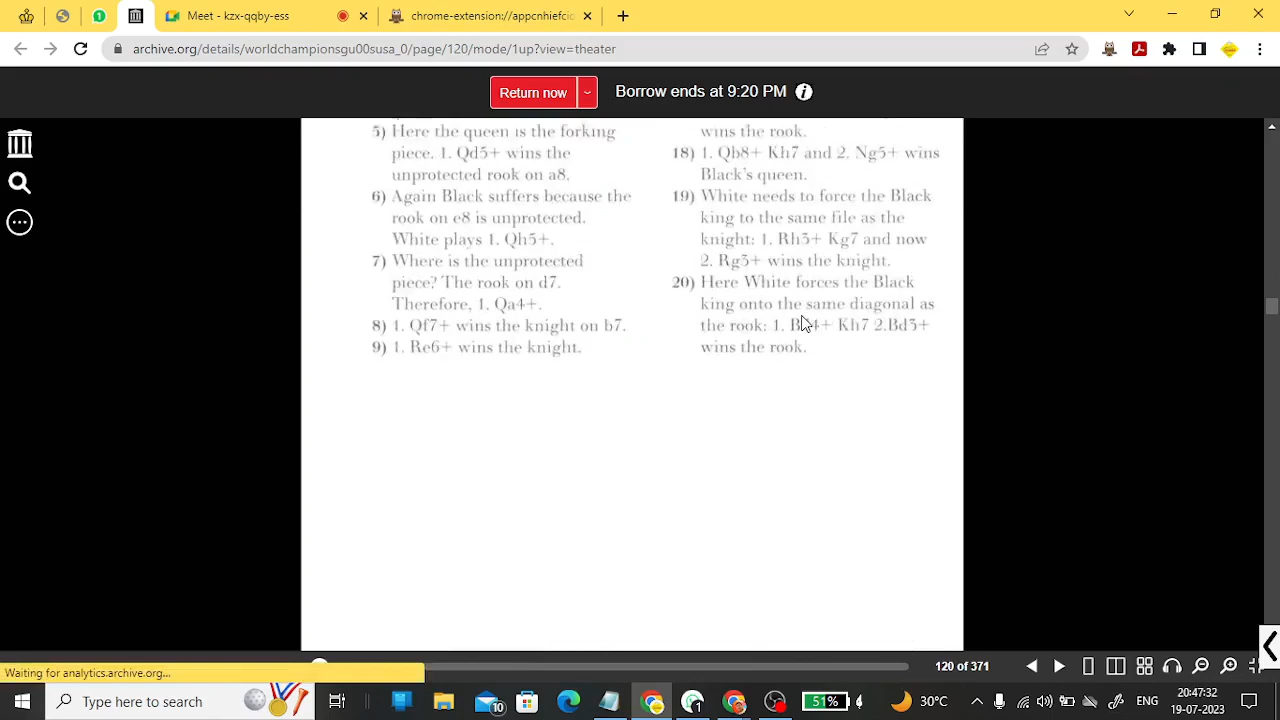 Meet - kzx-qqby-ess
chrome-extension://appcnhiefcid
archive.org/details/worldchampionsgu00susa_0/page/120/mode/1up?view=theater
Return now
Borrow ends at 9:20 PM
5) Here the queen is the forking
piece. 1. Qd5+ wins the
unprotected rook on a8.
6) Again Black suffers because the
rook on e8 is unprotected.
White plays 1. Qh5+.
7) Where is the unprotected
piece? The rook on d7.
Therefore, 1. Qa4+.
8) 1. Qf7+ wins the knight on b7.
9) 1. Re6+ wins the knight.
wins the rook.
18) 1. Qb8+ Kh7 and 2. Ng5+ wins
Black's queen.
19) White needs to force the Black
king to the same file as the
knight: 1. Rh3+ Kg7 and now
2. Rg3+ wins the knight.
20) Here White forces the Black
king onto the same diagonal as
the rook: 1. Kh7 2.Bd3+
wins the rook.
120 of 371
Waiting for analytics.archive.org...
Type here to search
10
1
51%
30°C
ENG
20:47:32
19-07-2023